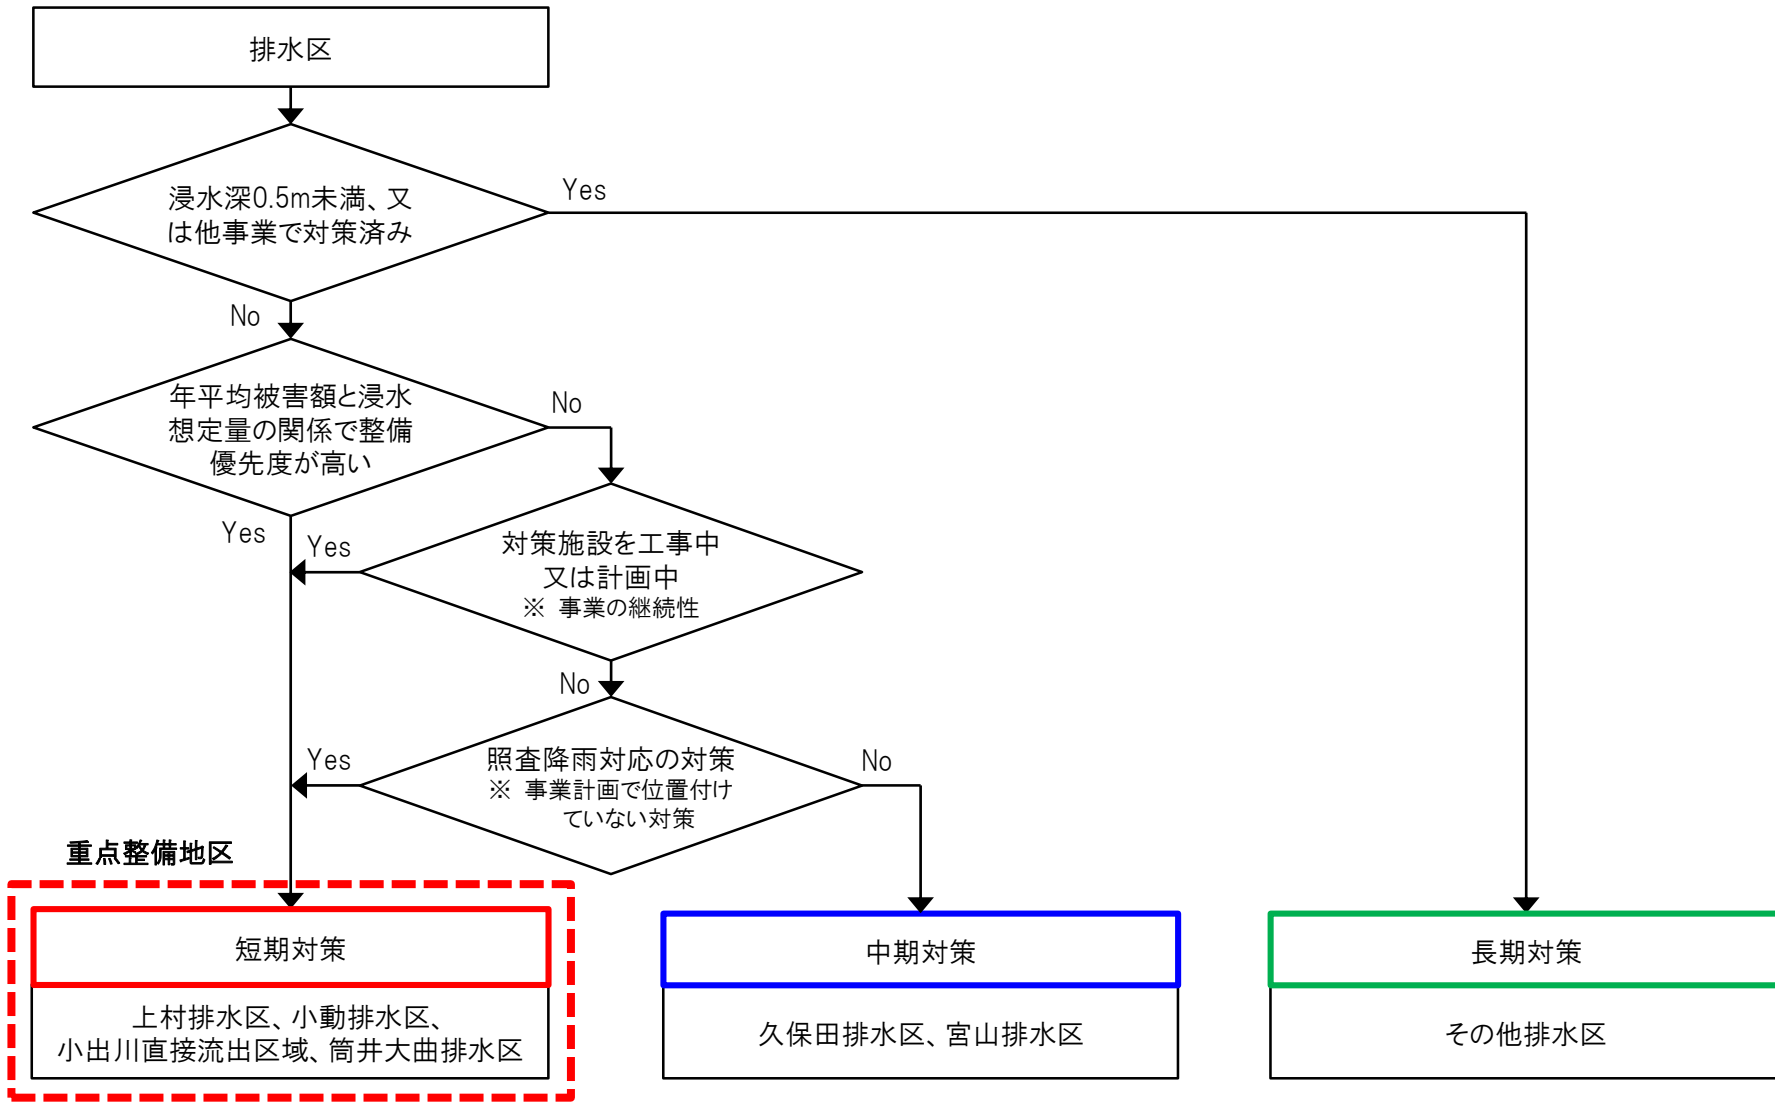 排水区
浸水深0.5m未満、又
は他事業で対策済み
Yes
No
年平均被害額と浸水
想定量の関係で整備
優先度が高い
No
Yes
対策施設を工事中
又は計画中
※ 事業の継続性
Yes
No
照査降雨対応の対策
※ 事業計画で位置付け
ていない対策
Yes
No
重点整備地区
短期対策
上村排水区、小動排水区、
小出川直接流出区域、筒井大曲排水区
中期対策
久保田排水区、宮山排水区
長期対策
その他排水区